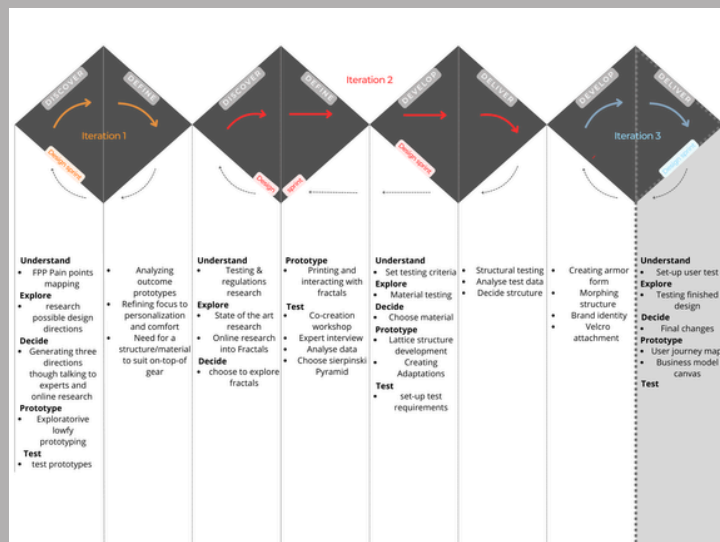 Iteration 2
DISCOVER
DEFINE
DISCOVER
DEFINE
DEVELOP
DELIVER
DEVELOP
DELIVER
Iteration 1
Iteration 3
Design sprint
Design
sprint
Design sprint
Design sprint
Understand
FPP Pain points
mapping
Explore
research
possible design
directions
Decide
Generating three
directions
though talking to
experts and
online research
Prototype
Exploratorive
lowfy
prototyping
Test
test prototypes
Analyzing
outcome
prototypes
Refining focus to
personalization
and comfort
Need for a
structure/material
to suit on-top-of
gear
Understand
Testing &
regulations
research
Explore
State of the art
research
Online research
into Fractals
Decide
choose to explore
fractals
Prototype
Printing and
interacting with
fractals
Test
Co-creation
workshop
Expert interview
Analyse data
Choose sierpinski
Pyramid
Understand
Set testing criteria
Explore
Material testing
Decide
Choose material
Prototype
Lattice structure
development
Creating
Adaptations
Test
set-up test
requirements
Structural testing
Analyse test data
Decide strcuture
Creating armor
form
Morphing
structure
Brand identity
Velcro
attachment
Understand
Set-up user test
Explore
Testing finished
design
Decide
Final changes
Prototype
User journey map
Business model
canvas
Test